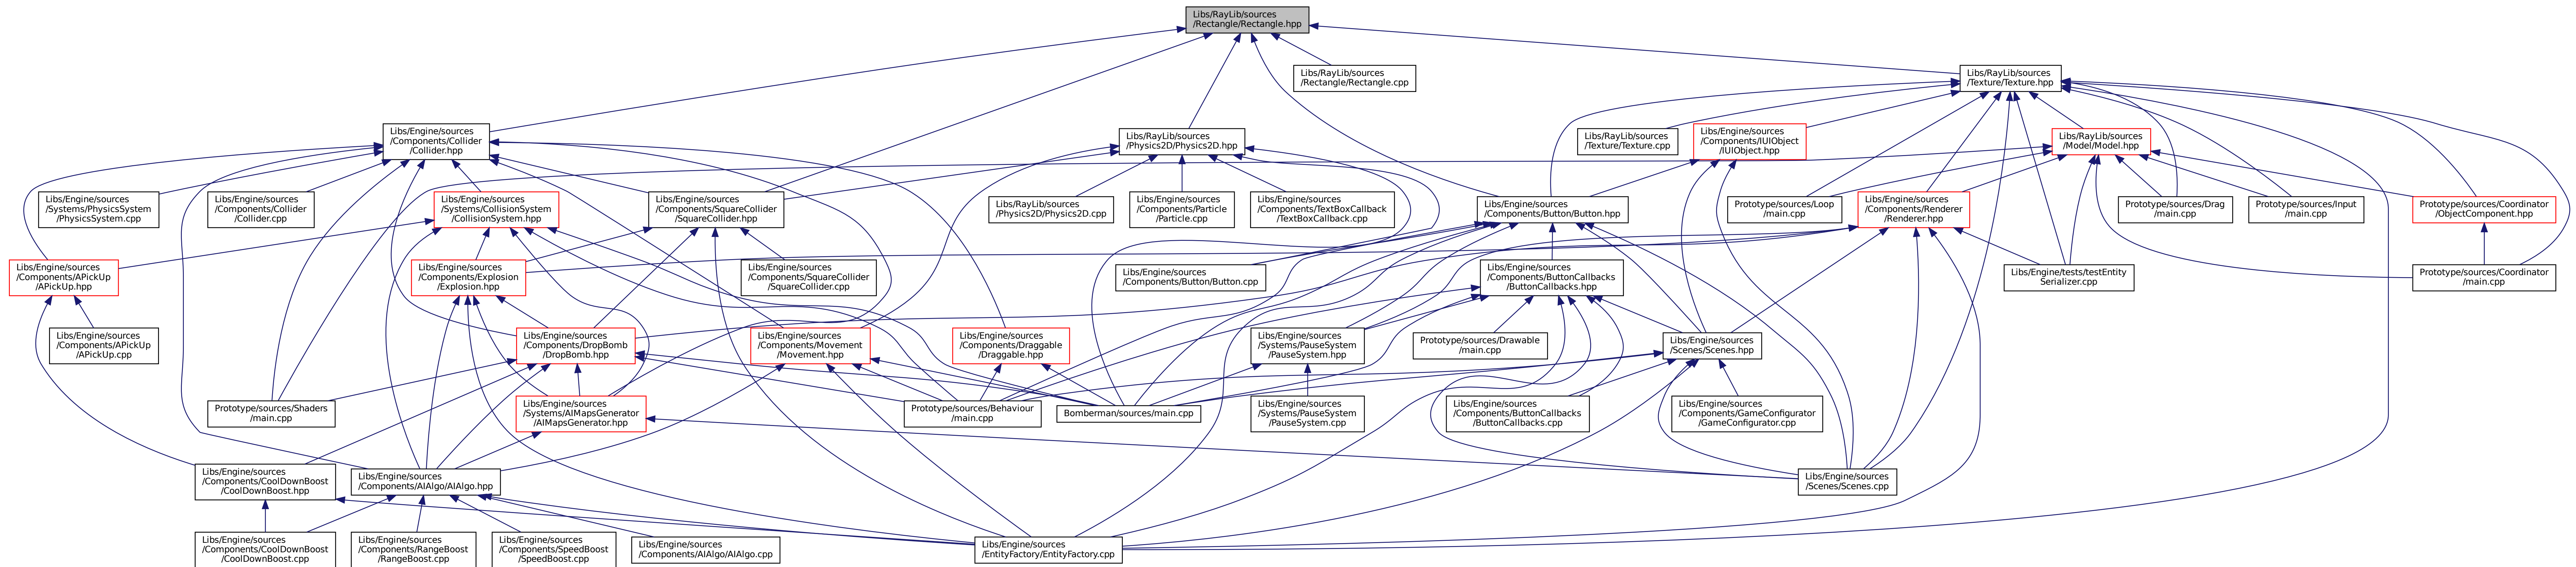 Libs/RayLib/sources
/Rectangle/Rectangle.hpp
Libs/RayLib/sources
/Rectangle/Rectangle.cpp
Libs/RayLib/sources
/Texture/Texture.hpp
Libs/Engine/sources
/Components/Collider
/Collider.hpp
Libs/RayLib/sources
/Physics2D/Physics2D.hpp
Libs/RayLib/sources
/Texture/Texture.cpp
Libs/Engine/sources
/Components/IUIObject
/IUIObject.hpp
Libs/RayLib/sources
/Model/Model.hpp
Libs/Engine/sources
/Systems/PhysicsSystem
/PhysicsSystem.cpp
Libs/Engine/sources
/Components/Collider
/Collider.cpp
Libs/Engine/sources
/Systems/CollisionSystem
/CollisionSystem.hpp
Libs/Engine/sources
/Components/SquareCollider
/SquareCollider.hpp
Libs/RayLib/sources
/Physics2D/Physics2D.cpp
Libs/Engine/sources
/Components/Particle
/Particle.cpp
Libs/Engine/sources
/Components/TextBoxCallback
/TextBoxCallback.cpp
Libs/Engine/sources
/Components/Button/Button.hpp
Prototype/sources/Loop
/main.cpp
Libs/Engine/sources
/Components/Renderer
/Renderer.hpp
Prototype/sources/Drag
/main.cpp
Prototype/sources/Input
/main.cpp
Prototype/sources/Coordinator
/ObjectComponent.hpp
Libs/Engine/sources
/Components/APickUp
/APickUp.hpp
Libs/Engine/sources
/Components/Explosion
/Explosion.hpp
Libs/Engine/sources
/Components/SquareCollider
/SquareCollider.cpp
Libs/Engine/sources
/Components/Button/Button.cpp
Libs/Engine/sources
/Components/ButtonCallbacks
/ButtonCallbacks.hpp
Libs/Engine/tests/testEntity
Serializer.cpp
Prototype/sources/Coordinator
/main.cpp
Libs/Engine/sources
/Components/APickUp
/APickUp.cpp
Libs/Engine/sources
/Components/DropBomb
/DropBomb.hpp
Libs/Engine/sources
/Components/Movement
/Movement.hpp
Libs/Engine/sources
/Components/Draggable
/Draggable.hpp
Libs/Engine/sources
/Systems/PauseSystem
/PauseSystem.hpp
Prototype/sources/Drawable
/main.cpp
Libs/Engine/sources
/Scenes/Scenes.hpp
Prototype/sources/Shaders
/main.cpp
Libs/Engine/sources
/Systems/AIMapsGenerator
/AIMapsGenerator.hpp
Prototype/sources/Behaviour
/main.cpp
Bomberman/sources/main.cpp
Libs/Engine/sources
/Systems/PauseSystem
/PauseSystem.cpp
Libs/Engine/sources
/Components/ButtonCallbacks
/ButtonCallbacks.cpp
Libs/Engine/sources
/Components/GameConfigurator
/GameConfigurator.cpp
Libs/Engine/sources
/Components/CoolDownBoost
/CoolDownBoost.hpp
Libs/Engine/sources
/Components/AIAlgo/AIAlgo.hpp
Libs/Engine/sources
/Scenes/Scenes.cpp
Libs/Engine/sources
/Components/CoolDownBoost
/CoolDownBoost.cpp
Libs/Engine/sources
/Components/RangeBoost
/RangeBoost.cpp
Libs/Engine/sources
/Components/SpeedBoost
/SpeedBoost.cpp
Libs/Engine/sources
/Components/AIAlgo/AIAlgo.cpp
Libs/Engine/sources
/EntityFactory/EntityFactory.cpp